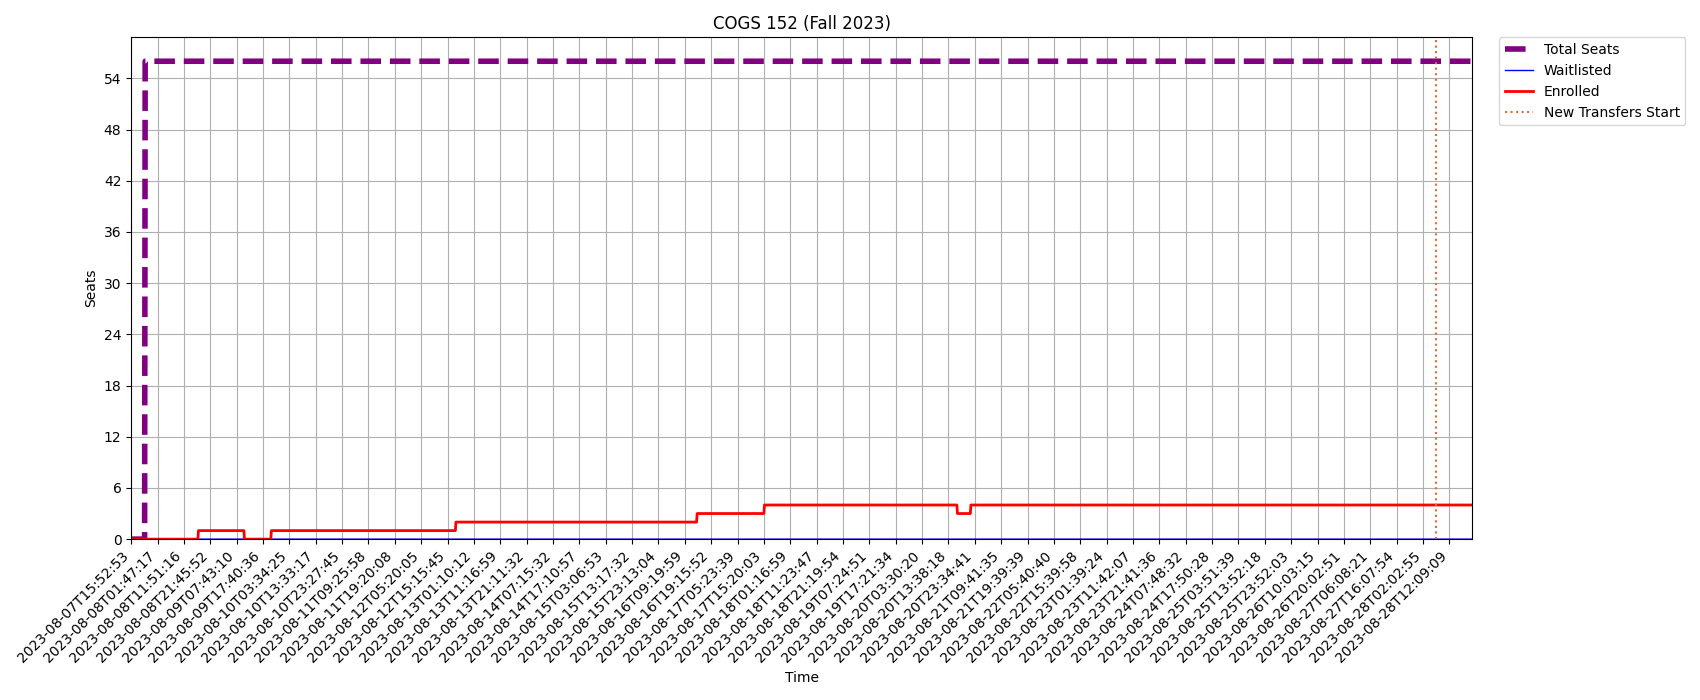 COGS 152 (Fall 2023)
Total Seats
Waitlisted
Enrolled
New Transfers Start
Seats
54
48
42
36
30
24
18
12
6
0
2023-08-07T15:52:53
2023-08-08T01:47:17
2023-08-08T11:51:16
2023-08-08T21:45:52
2023-08-09T07:43:10
2023-08-09T17:40:36
2023-08-10T03:34:25
2023-08-10T13:33:17
2023-08-10T23:27:45
2023-08-11T09:25:58
2023-08-11T19:20:08
2023-08-12T05:20:05
2023-08-12T15:15:45
2023-08-13T01:10:12
2023-08-13T11:16:59
2023-08-13T21:11:32
2023-08-14T07:15:32
2023-08-14T17:10:57
2023-08-15T03:06:53
2023-08-15T13:17:32
2023-08-15T23:13:04
2023-08-16T09:19:59
2023-08-16T19:15:52
2023-08-17T05:23:39
2023-08-17T15:20:03
2023-08-18T01:16:59
2023-08-18T11:23:47
2023-08-18T21:19:54
2023-08-19T07:24:51
2023-08-19T17:21:34
2023-08-20T03:30:20
2023-08-20T13:38:18
2023-08-20T23:34:41
2023-08-21T09:41:35
2023-08-21T19:39:39
2023-08-22T05:40:40
2023-08-22T15:39:58
2023-08-23T01:39:24
2023-08-23T11:42:07
2023-08-23T21:41:36
2023-08-24T07:48:32
2023-08-24T17:50:28
2023-08-25T03:51:39
2023-08-25T13:52:18
2023-08-25T23:52:03
2023-08-26T10:03:15
2023-08-26T20:02:51
2023-08-27T06:08:21
2023-08-27T16:07:54
2023-08-28T02:02:55
2023-08-28T12:09:09
Time